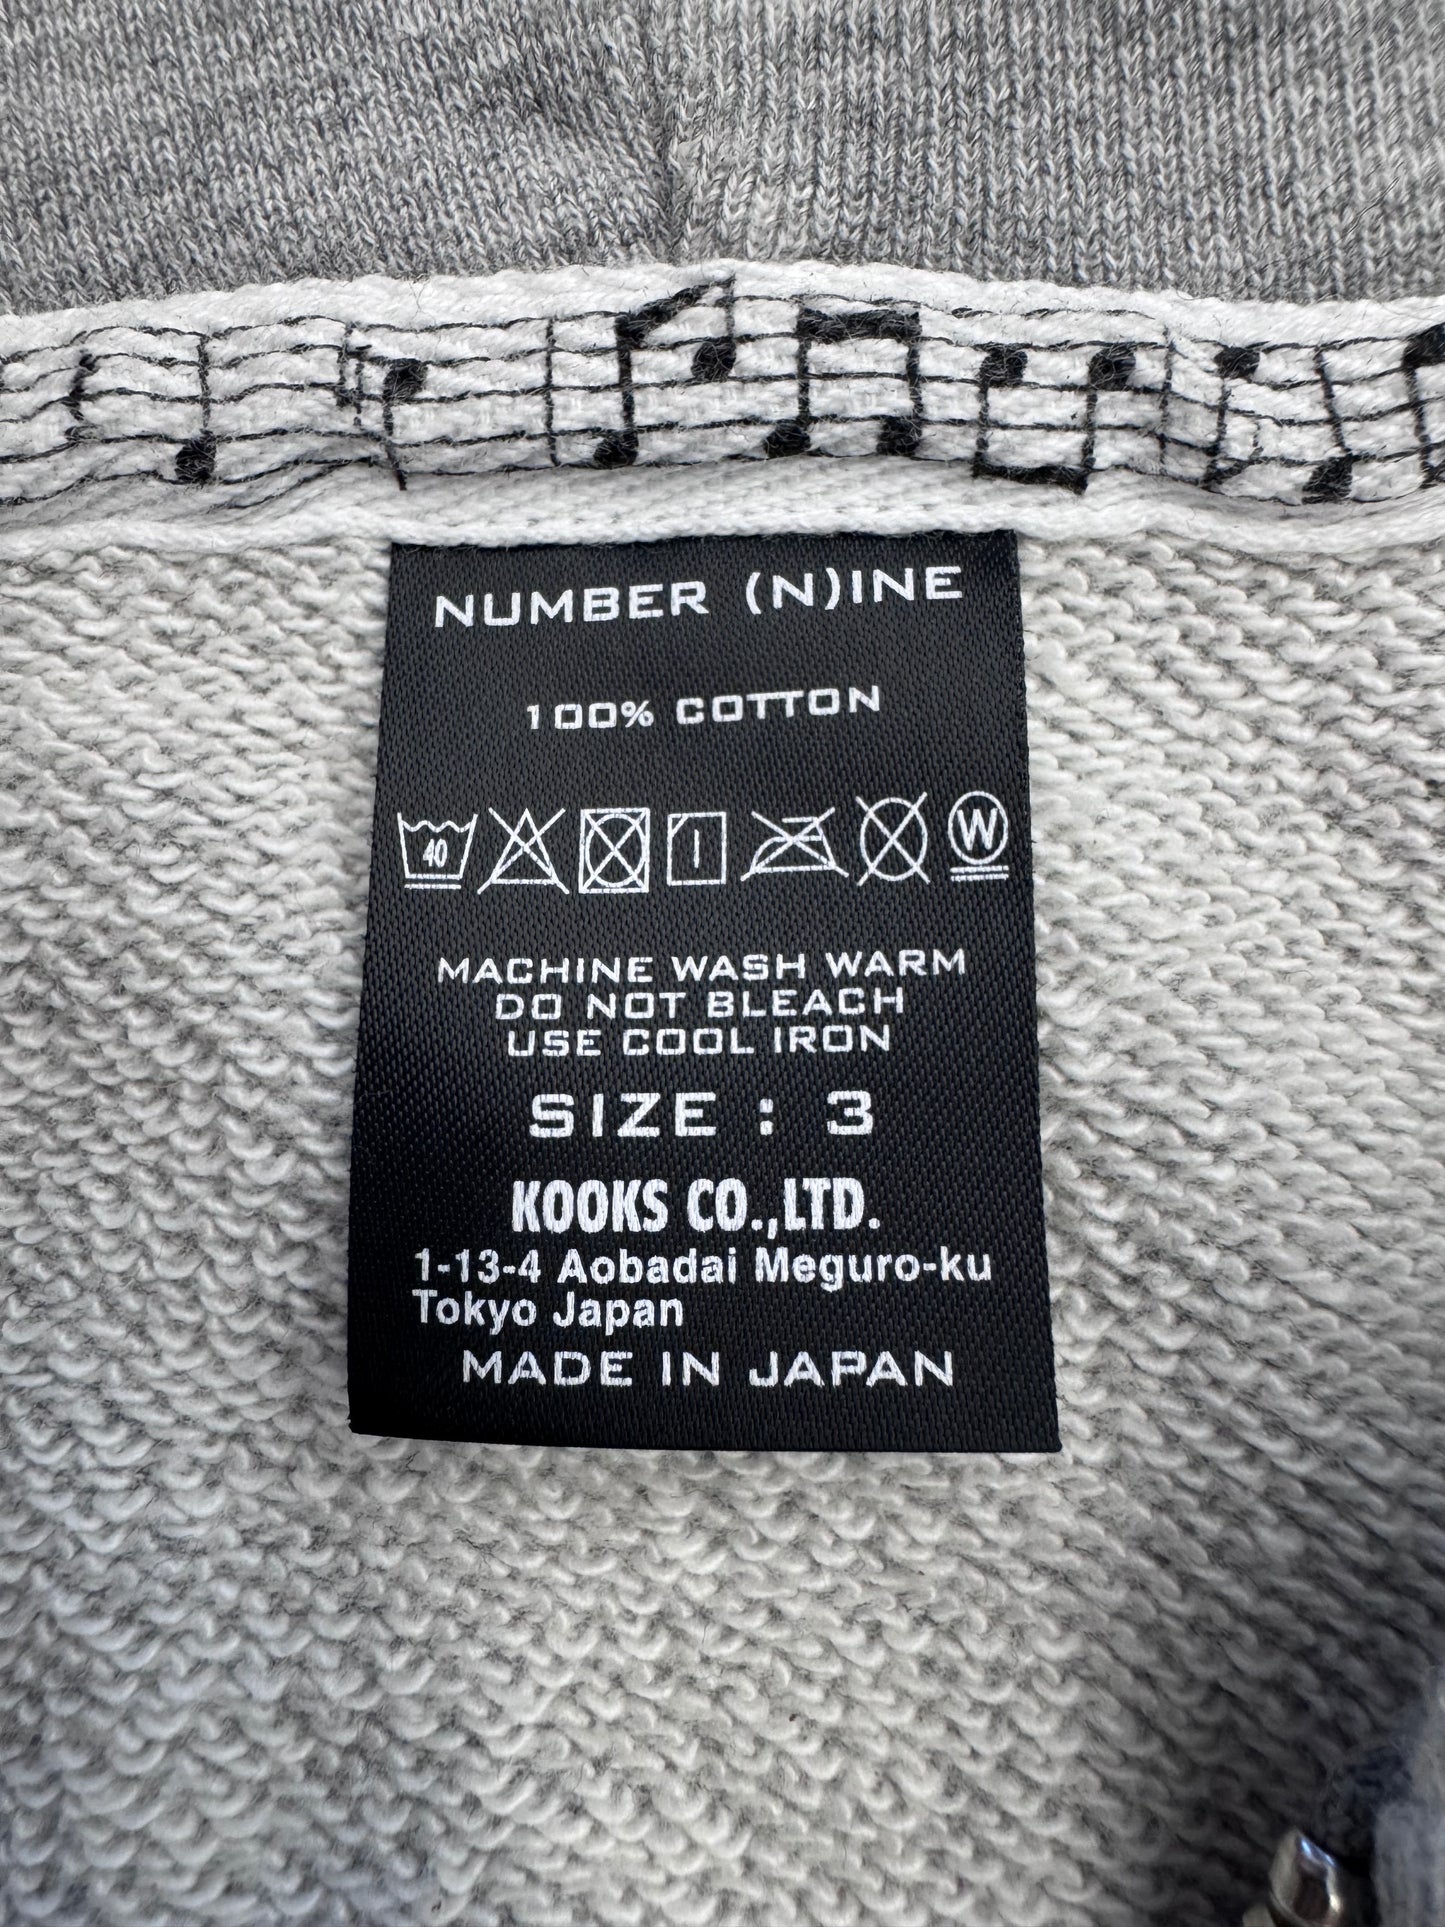 NUMBER (N)INE
100% COTTON
40 W
MACHINE WASH WARM
DO NOT BLEACH
USE COOL IRON
SIZE : 3
KOOKS CO.,LTD.
1-13-4 Aobadai Meguro-ku
Tokyo Japan
MADE IN JAPAN